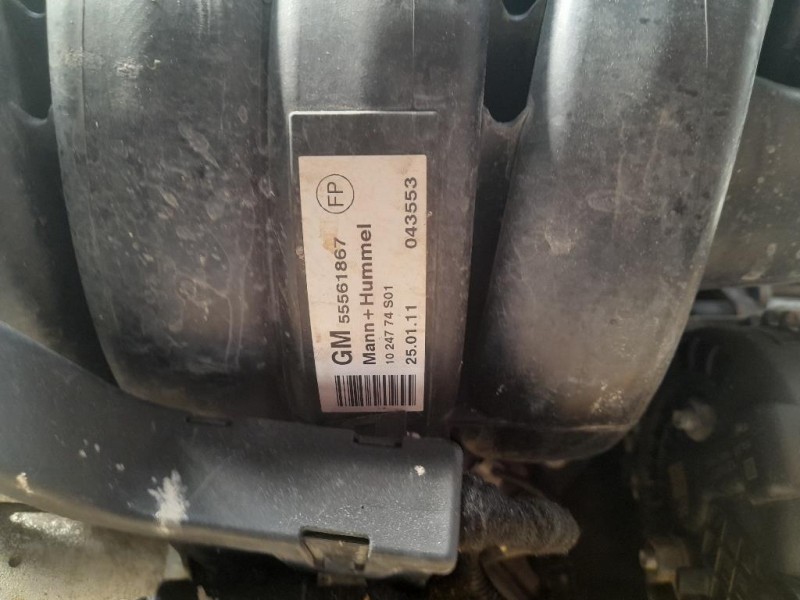 FP
GM 55561867
Mann+Hummel
10 247 74 S01
25.01.11 043553